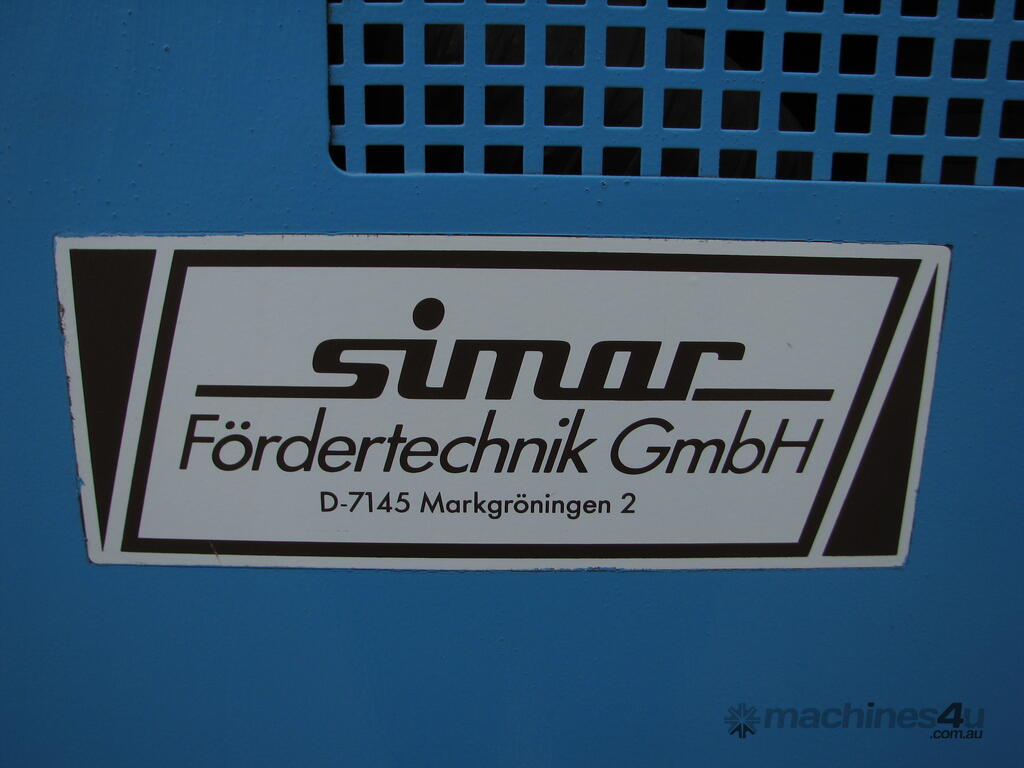 simar
Fördertechnik GmbH
D-7145 Markgröningen 2
machines4u
.com.au